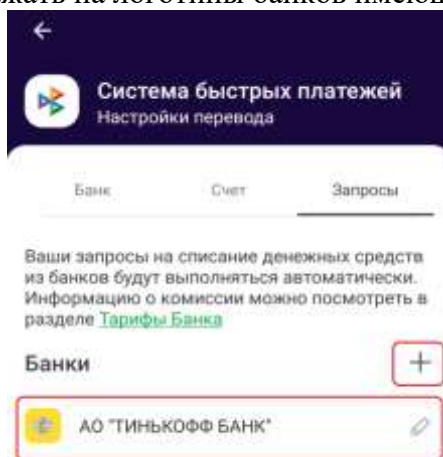 жать на логотипы банков имеющ
Система быстрых платежей
Настройки перевода
Банк Счет Запросы
Ваши запросы на списание денежных средств
из банков будут выполняться автоматически.
Информацию о комиссии можно посмотреть в
разделе Тарифы Банка
Банки +
АО "ТИНЬКОФФ БАНК"